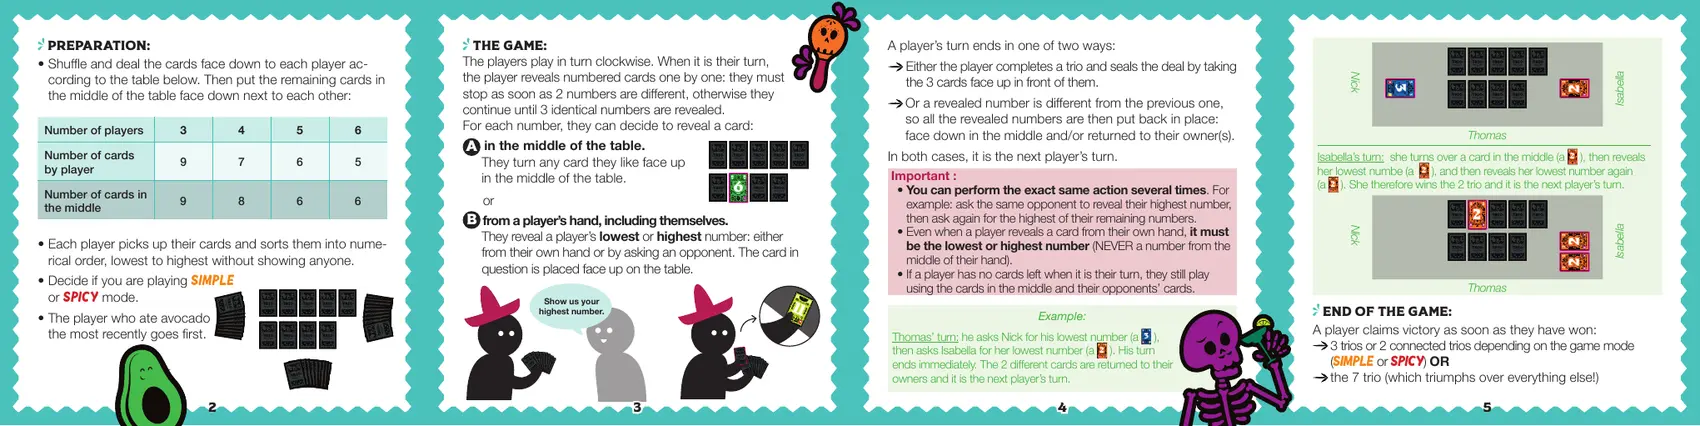 PREPARATION:
• Shuffle and deal the cards face down to each player ac-
cording to the table below. Then put the remaining cards in
the middle of the table face down next to each other:
Number of players 3 4 5 6
Number of cards
by player 9 7 6 5
Number of cards in
the middle 9 8 6 6
• Each player picks up their cards and sorts them into nume-
rical order, lowest to highest without showing anyone.
• Decide if you are playing SIMPLE
or SPICY mode.
• The player who ate avocado
the most recently goes first.
2
THE GAME:
The players play in turn clockwise. When it is their turn,
the player reveals numbered cards one by one: they must
stop as soon as 2 numbers are different, otherwise they
continue until 3 identical numbers are revealed.
For each number, they can decide to reveal a card:
A in the middle of the table.
They turn any card they like face up
in the middle of the table.
6
or
B from a player's hand, including themselves.
They reveal a player's lowest or highest number: either
from their own hand or by asking an opponent. The card in
question is placed face up on the table.
Show us your
highest number.
11
3
A player's turn ends in one of two ways:
→ Either the player completes a trio and seals the deal by taking
the 3 cards face up in front of them.
→ Or a revealed number is different from the previous one,
so all the revealed numbers are then put back in place:
face down in the middle and/or returned to their owner(s).
In both cases, it is the next player's turn.
Important :
• You can perform the exact same action several times. For
example: ask the same opponent to reveal their highest number,
then ask again for the highest of their remaining numbers.
• Even when a player reveals a card from their own hand, it must
be the lowest or highest number (NEVER a number from the
middle of their hand).
• If a player has no cards left when it is their turn, they still play
using the cards in the middle and their opponents' cards.
Example:
Thomas' turn: he asks Nick for his lowest number (a 3 ),
then asks Isabella for her lowest number (a 2 ). His turn
ends immediately. The 2 different cards are returned to their
owners and it is the next player's turn.
4
Nick
3
2
Isabella
Thomas
Isabella's turn: she turns over a card in the middle (a 2 ), then reveals
her lowest numbe (a 2 ), and then reveals her lowest number again
(a 2 ). She therefore wins the 2 trio and it is the next player's turn.
Nick
2
2
2
Isabella
Thomas
END OF THE GAME:
A player claims victory as soon as they have won:
→ 3 trios or 2 connected trios depending on the game mode
(SIMPLE or SPICY) OR
→ the 7 trio (which triumphs over everything else!)
5